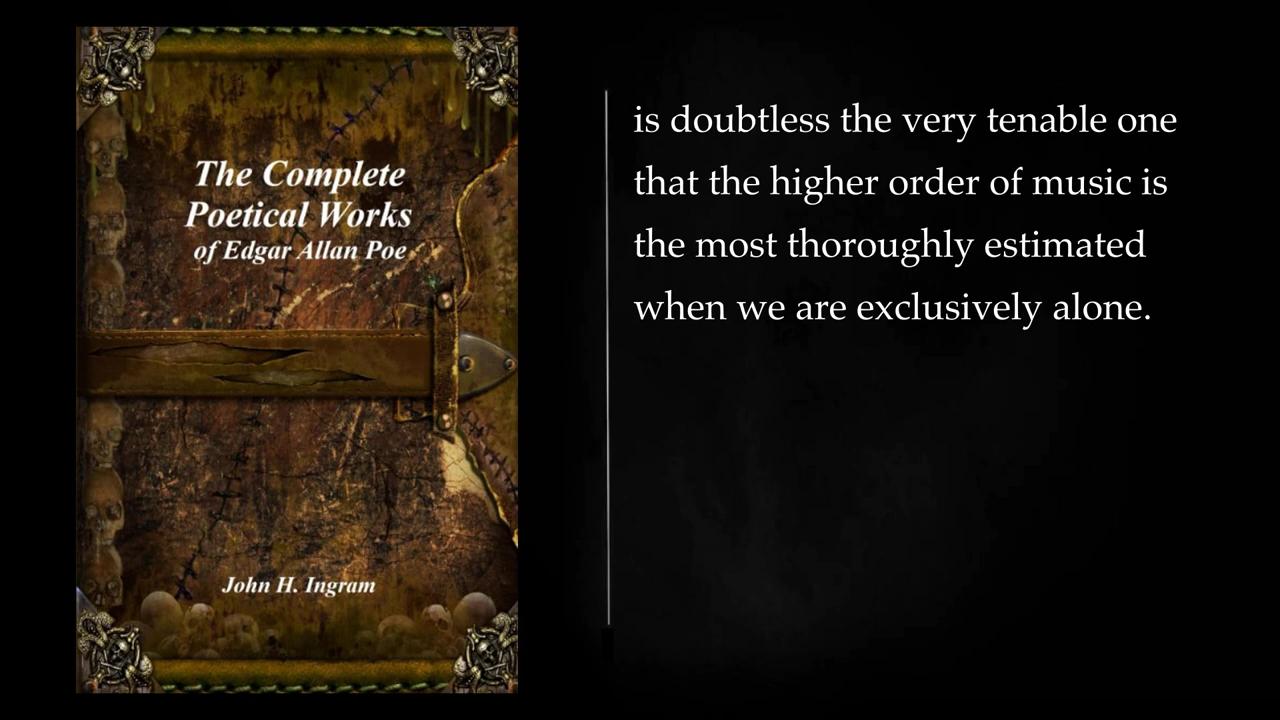 The Complete
Poetical Works
of Edgar Allan Poe
John H. Ingram
is doubtless the very tenable one
that the higher order of music is
the most thoroughly estimated
when we are exclusively alone.